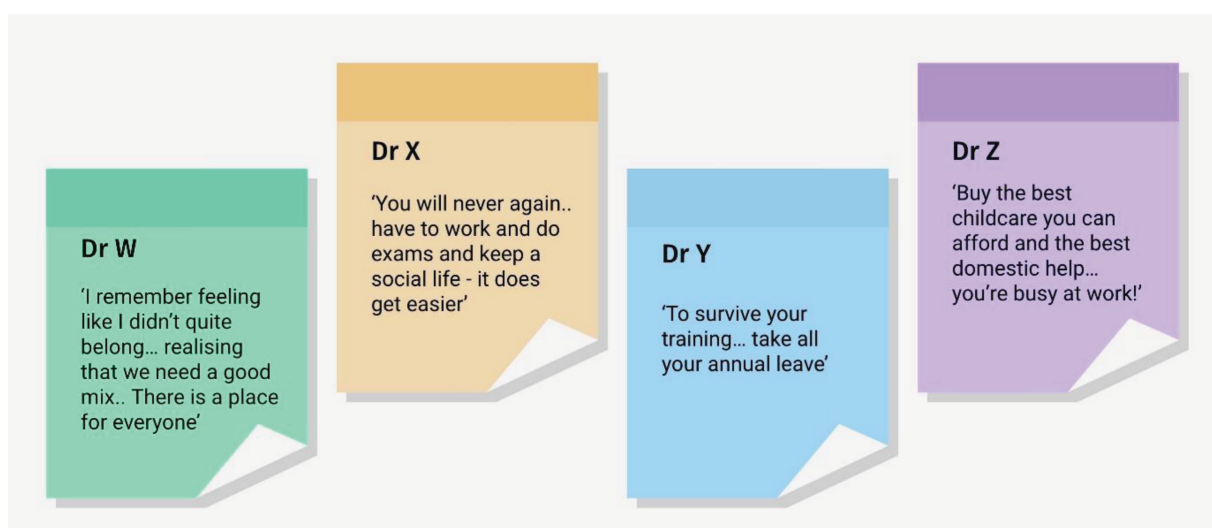 Dr W
‘I remember feeling
like I didn’t quite
belong... realising
that we need a good
mix.. There is a place
for everyone’
Dr X
‘You will never again..
have to work and do
exams and keep a
social life - it does
get easier’
Dr Y
‘To survive your
training... take all
your annual leave’
Dr Z
‘Buy the best
childcare you can
afford and the best
domestic help...
you’re busy at work!’